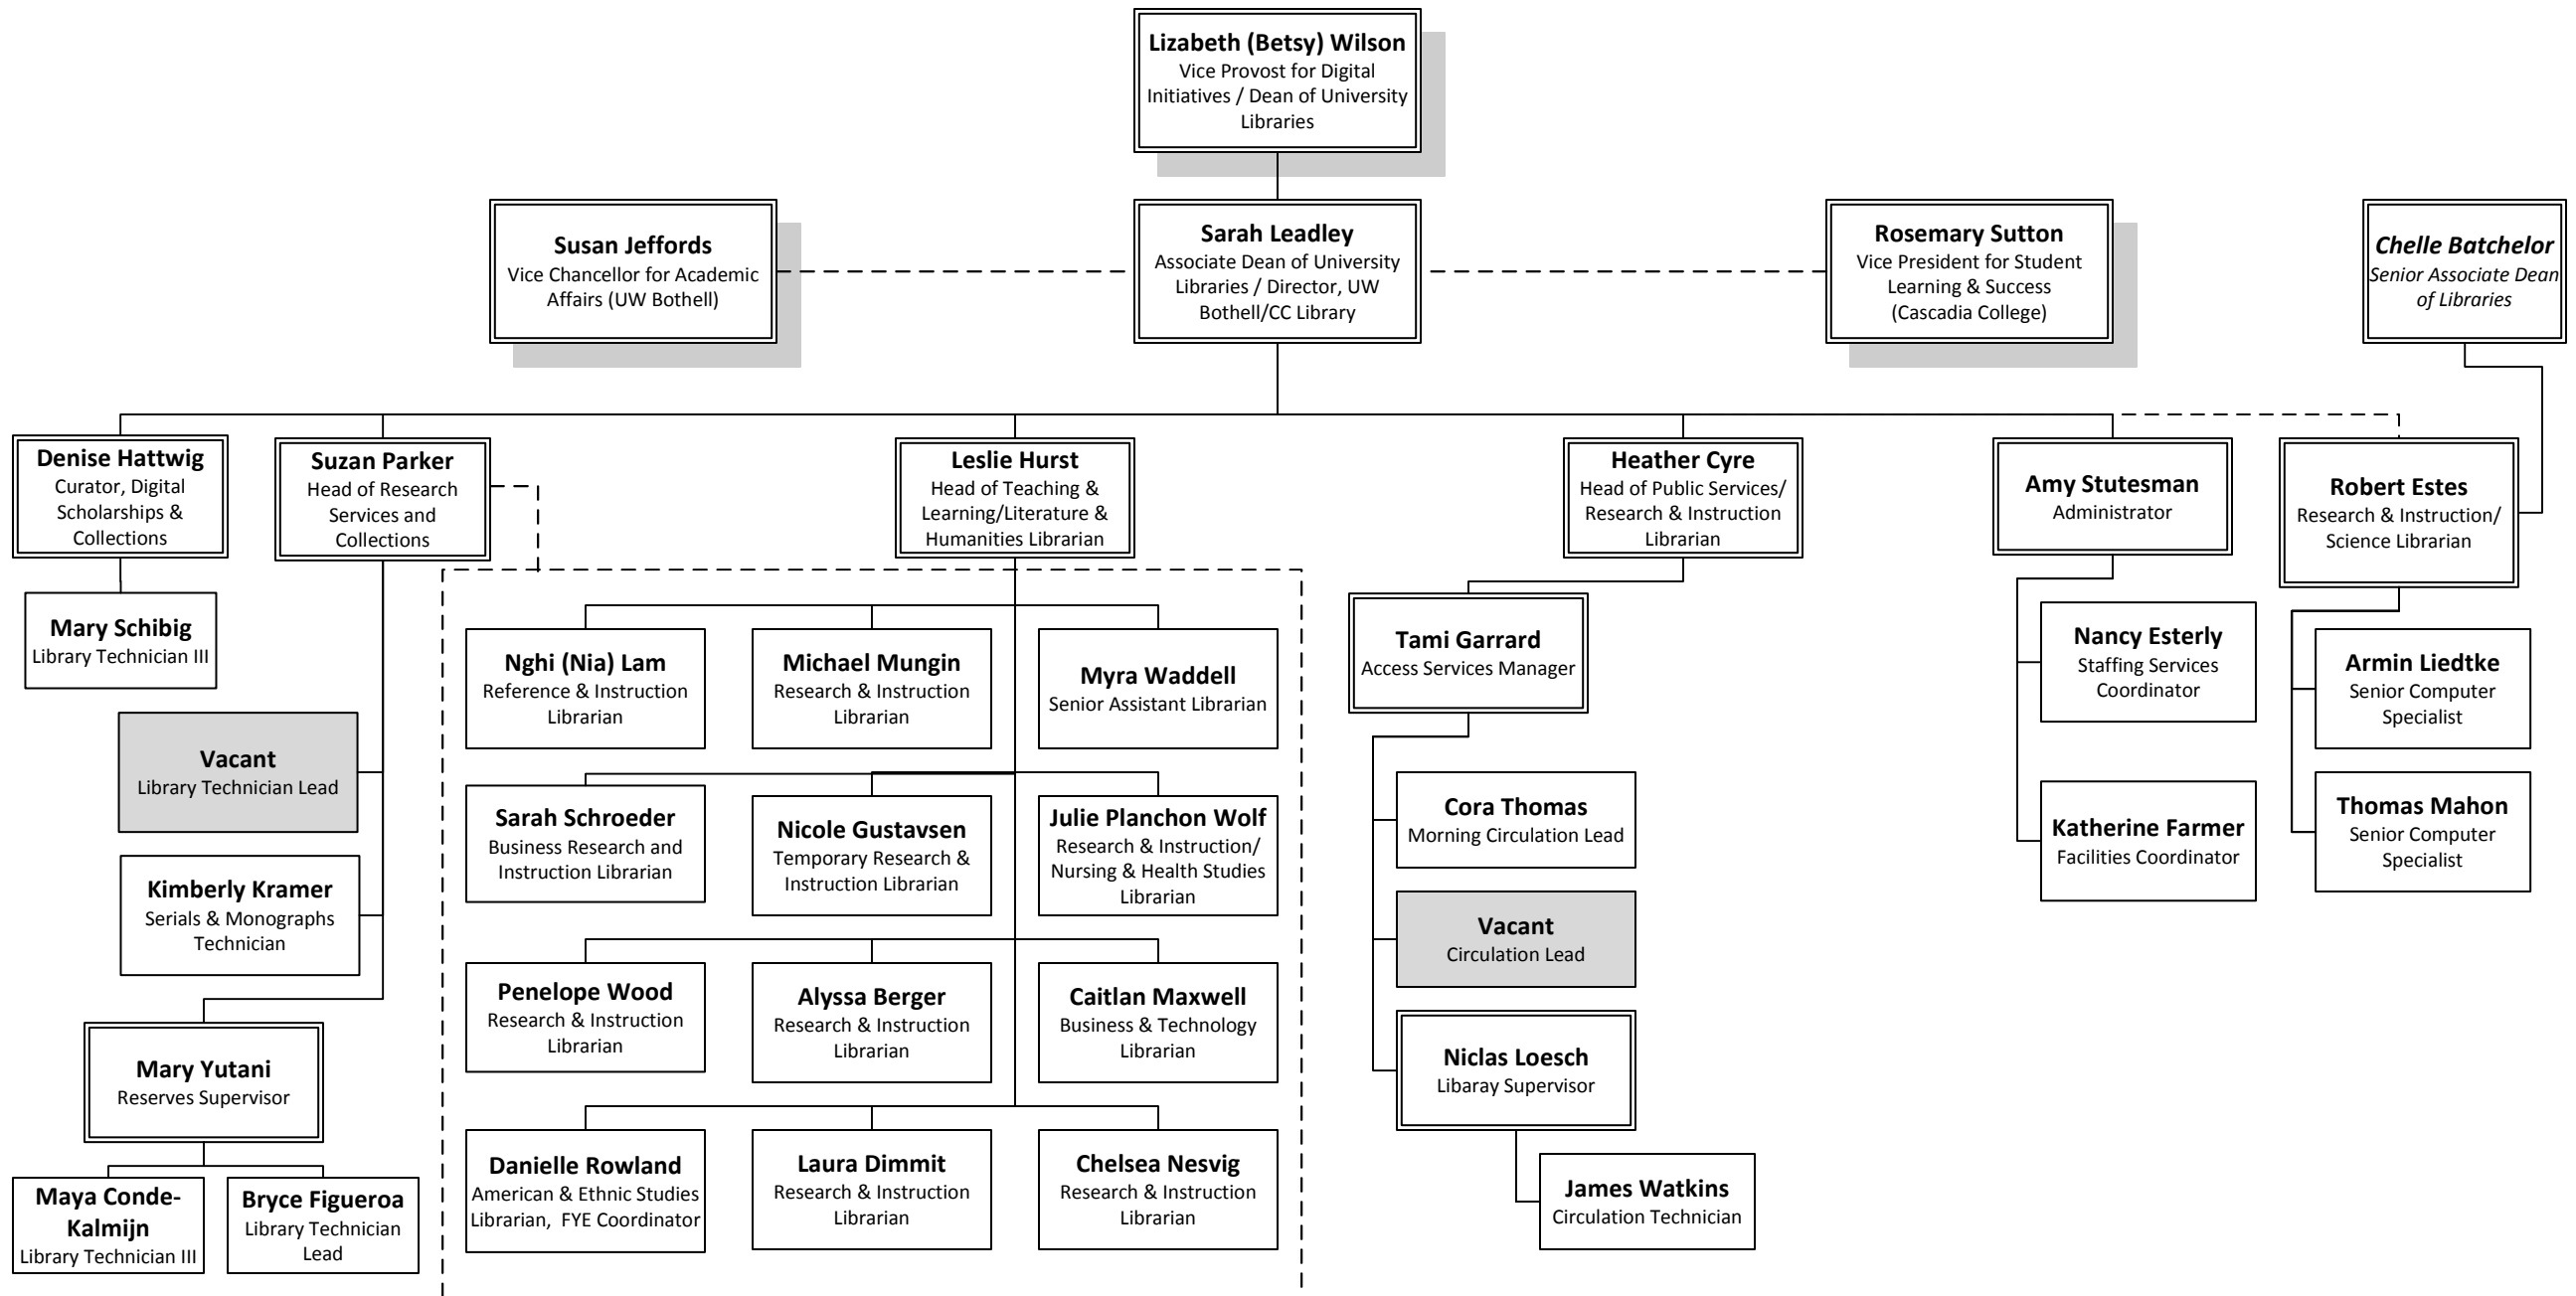 Lizabeth (Betsy) Wilson
Vice Provost for Digital
Initiatives / Dean of University
Libraries
Susan Jeffords
Vice Chancellor for Academic
Affairs (UW Bothell)
Sarah Leadley
Associate Dean of University
Libraries / Director, UW
Bothell/CC Library
Rosemary Sutton
Vice President for Student
Learning & Success
(Cascadia College)
Chelle Batchelor
Senior Associate Dean
of Libraries
Denise Hattwig
Curator, Digital
Scholarships &
Collections
Suzan Parker
Head of Research
Services and
Collections
Leslie Hurst
Head of Teaching &
Learning/Literature &
Humanities Librarian
Heather Cyre
Head of Public Services/
Research & Instruction
Librarian
Amy Stutesman
Administrator
Robert Estes
Research & Instruction/
Science Librarian
Mary Schibig
Library Technician III
Vacant
Library Technician Lead
Kimberly Kramer
Serials & Monographs
Technician
Mary Yutani
Reserves Supervisor
Maya Conde-
Kalmijn
Library Technician III
Bryce Figueroa
Library Technician
Lead
Nghi (Nia) Lam
Reference & Instruction
Librarian
Michael Mungin
Research & Instruction
Librarian
Myra Waddell
Senior Assistant Librarian
Sarah Schroeder
Business Research and
Instruction Librarian
Nicole Gustavsen
Temporary Research &
Instruction Librarian
Julie Planchon Wolf
Research & Instruction/
Nursing & Health Studies
Librarian
Penelope Wood
Research & Instruction
Librarian
Alyssa Berger
Research & Instruction
Librarian
Caitlan Maxwell
Business & Technology
Librarian
Danielle Rowland
American & Ethnic Studies
Librarian, FYE Coordinator
Laura Dimmit
Research & Instruction
Librarian
Chelsea Nesvig
Research & Instruction
Librarian
Tami Garrard
Access Services Manager
Cora Thomas
Morning Circulation Lead
Vacant
Circulation Lead
Niclas Loesch
Libaray Supervisor
James Watkins
Circulation Technician
Nancy Esterly
Staffing Services
Coordinator
Katherine Farmer
Facilities Coordinator
Armin Liedtke
Senior Computer
Specialist
Thomas Mahon
Senior Computer
Specialist